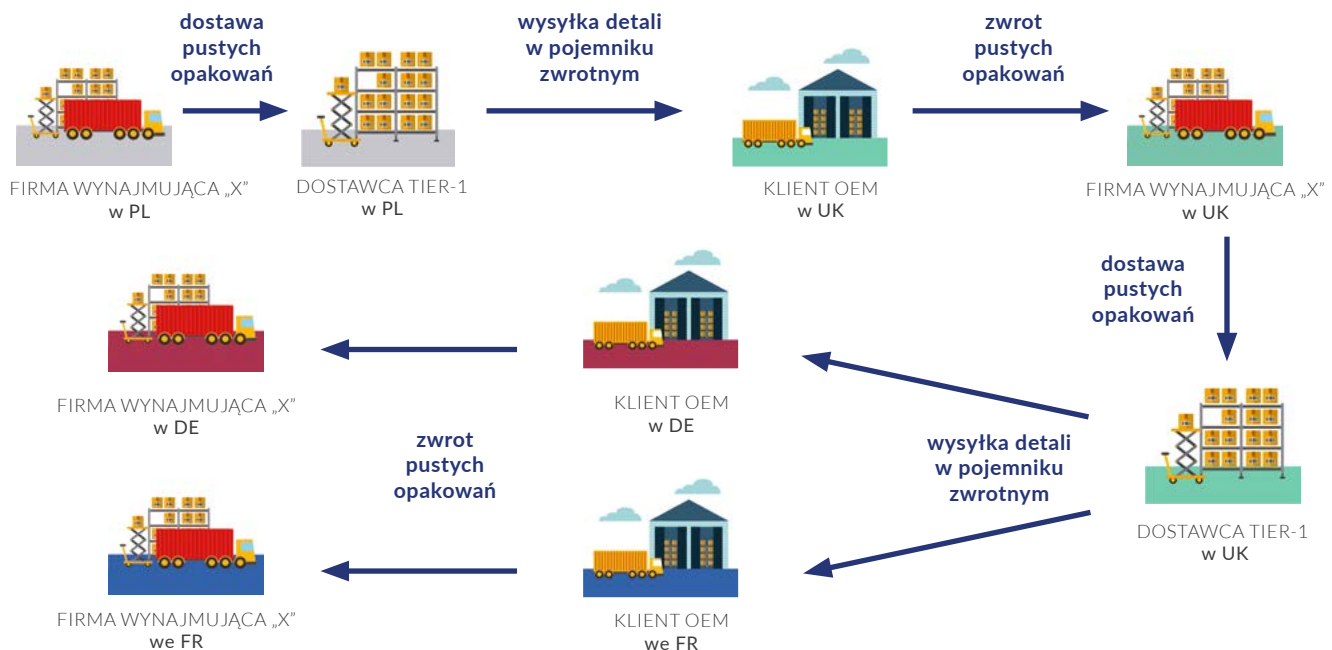 dostawa
pustych
opakowań
wysyłka detali
w pojemniku
zwrotnym
zwrot
pustych
opakowań
FIRMA WYNAJMUJĄCA „X”
w PL
DOSTAWCA TIER-1
w PL
KLIENT OEM
w UK
FIRMA WYNAJMUJĄCA „X”
w UK
dostawa
pustych
opakowań
FIRMA WYNAJMUJĄCA „X”
w DE
KLIENT OEM
w DE
zwrot
pustych
opakowań
wysyłka detali
w pojemniku
zwrotnym
DOSTAWCA TIER-1
w UK
FIRMA WYNAJMUJĄCA „X”
we FR
KLIENT OEM
we FR